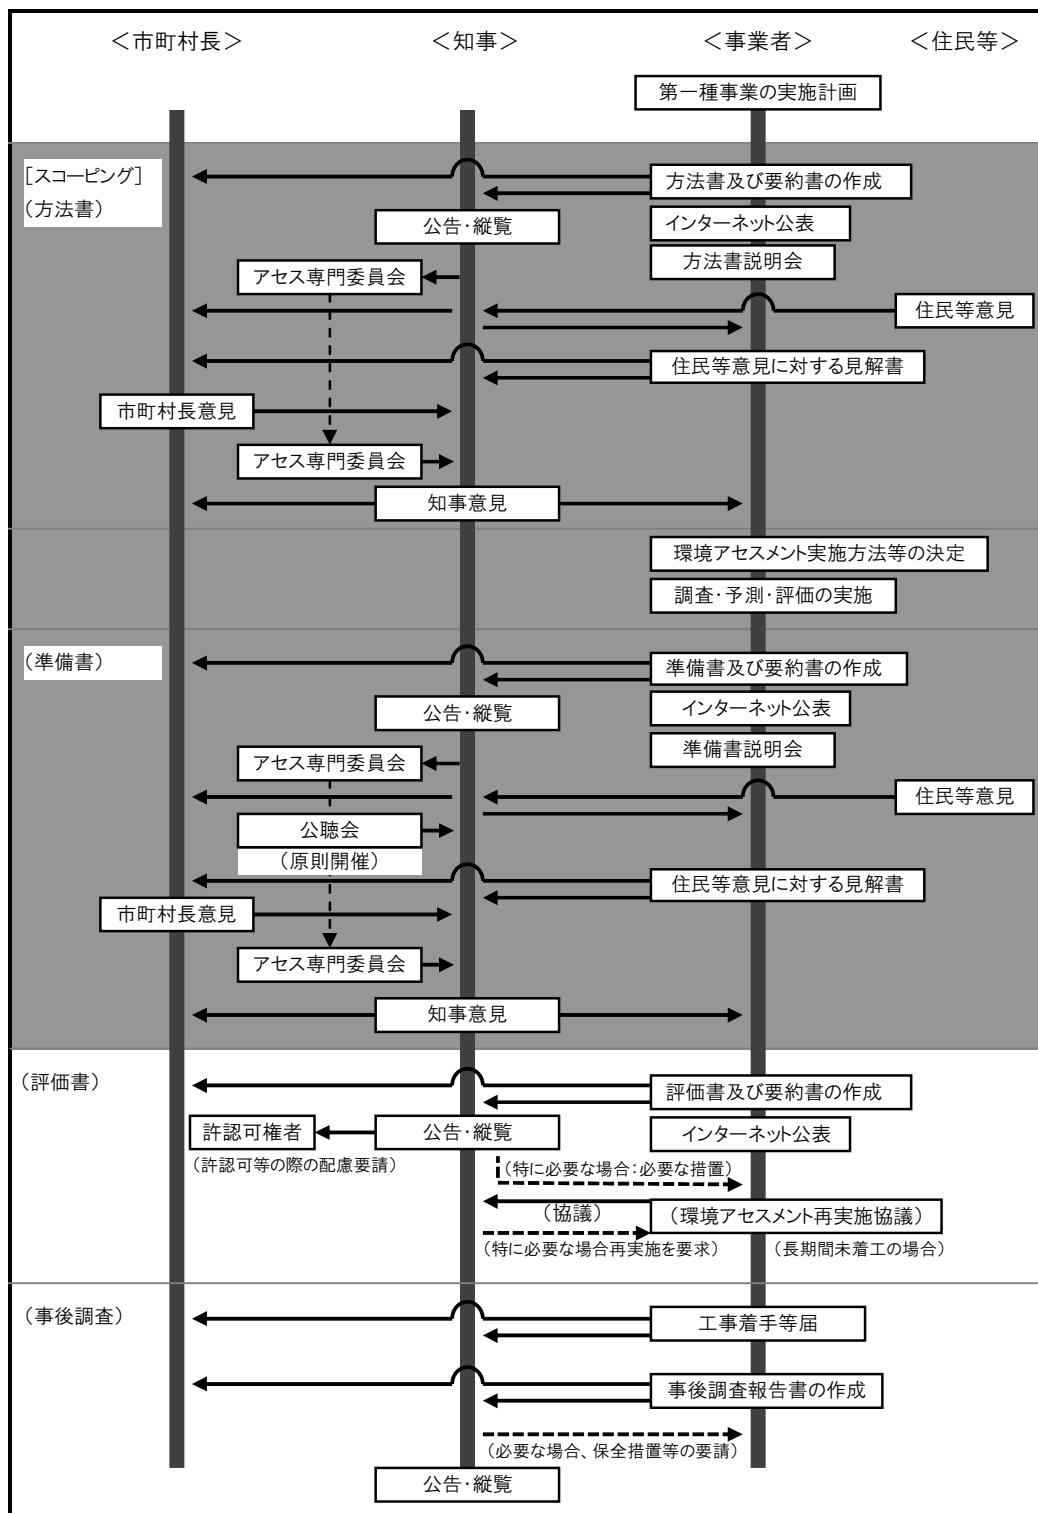 ＜市町村長＞
＜知事＞
＜事業者＞
＜住民等＞
第一種事業の実施計画
［スコーピング］
（方法書）
方法書及び要約書の作成
公告・縦覧
インターネット公表
方法書説明会
アセス専門委員会
住民等意見
住民等意見に対する見解書
市町村長意見
アセス専門委員会
知事意見
環境アセスメント実施方法等の決定
調査・予測・評価の実施
（準備書）
準備書及び要約書の作成
公告・縦覧
インターネット公表
準備書説明会
アセス専門委員会
住民等意見
公聴会
（原則開催）
住民等意見に対する見解書
市町村長意見
アセス専門委員会
知事意見
（評価書）
評価書及び要約書の作成
許認可権者
公告・縦覧
インターネット公表
（許認可等の際の配慮要請）
（特に必要な場合：必要な措置）
（協議）
（環境アセスメント再実施協議）
（特に必要な場合再実施を要求）
（長期間未着工の場合）
（事後調査）
工事着手等届
事後調査報告書の作成
（必要な場合、保全措置等の要請）
公告・縦覧